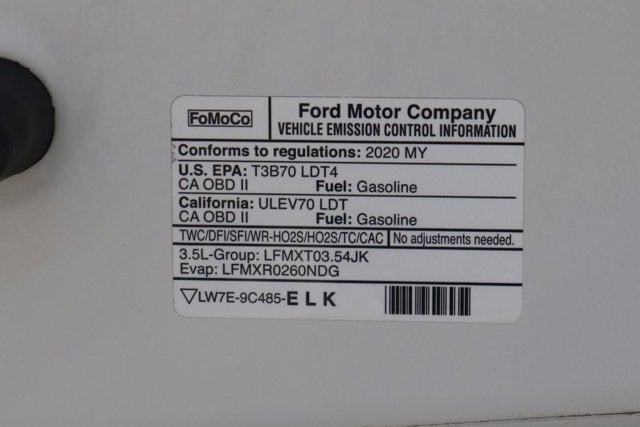 FoMoCo
Ford Motor Company
VEHICLE EMISSION CONTROL INFORMATION
Conforms to regulations: 2020 MY
U.S. EPA: T3B70 LDT4
CA OBD II Fuel: Gasoline
California: ULEV70 LDT
CA OBD II Fuel: Gasoline
TWC/DFI/SFI/WR-HO2S/HO2S/TC/CAC No adjustments needed.
3.5L-Group: LFMXT03.54JK
Evap: LFMXR0260NDG
LW7E-9C485-ELK